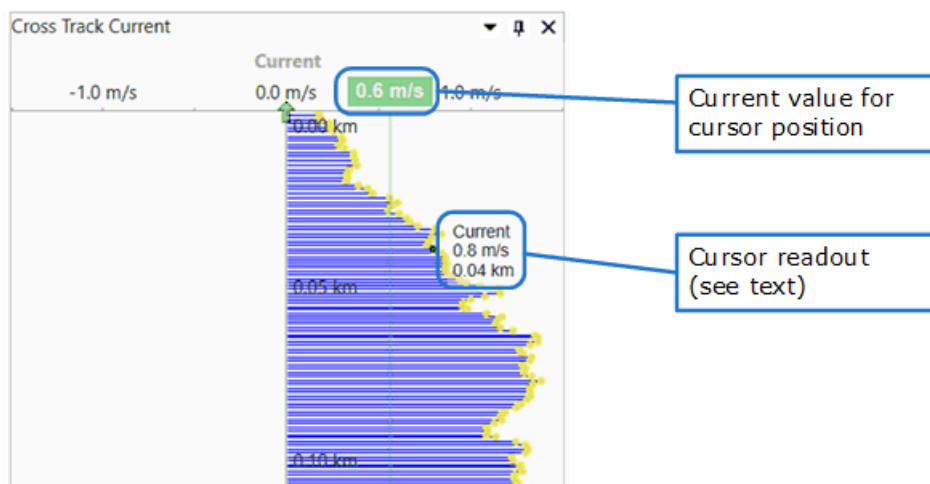 Cross Track Current
Current
-1.0 m/s 0.0 m/s 0.6 m/s 1.0 m/s
0.00 km
Current value for
cursor position
Current
0.8 m/s
0.04 km
Cursor readout
(see text)
0.05 km
0.10 km